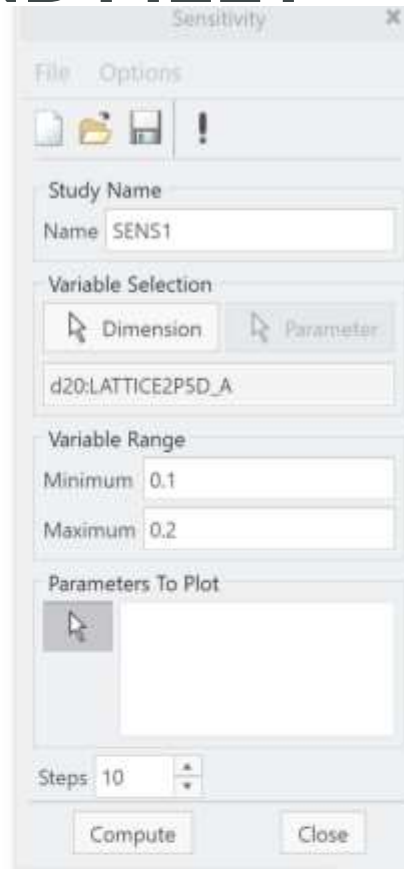 Sensitivity
File Options
Study Name
Name SENS1
Variable Selection
Dimension Parameter
d20:LATTICE2P5D_A
Variable Range
Minimum 0.1
Maximum 0.2
Parameters To Plot
Steps 10
Compute Close